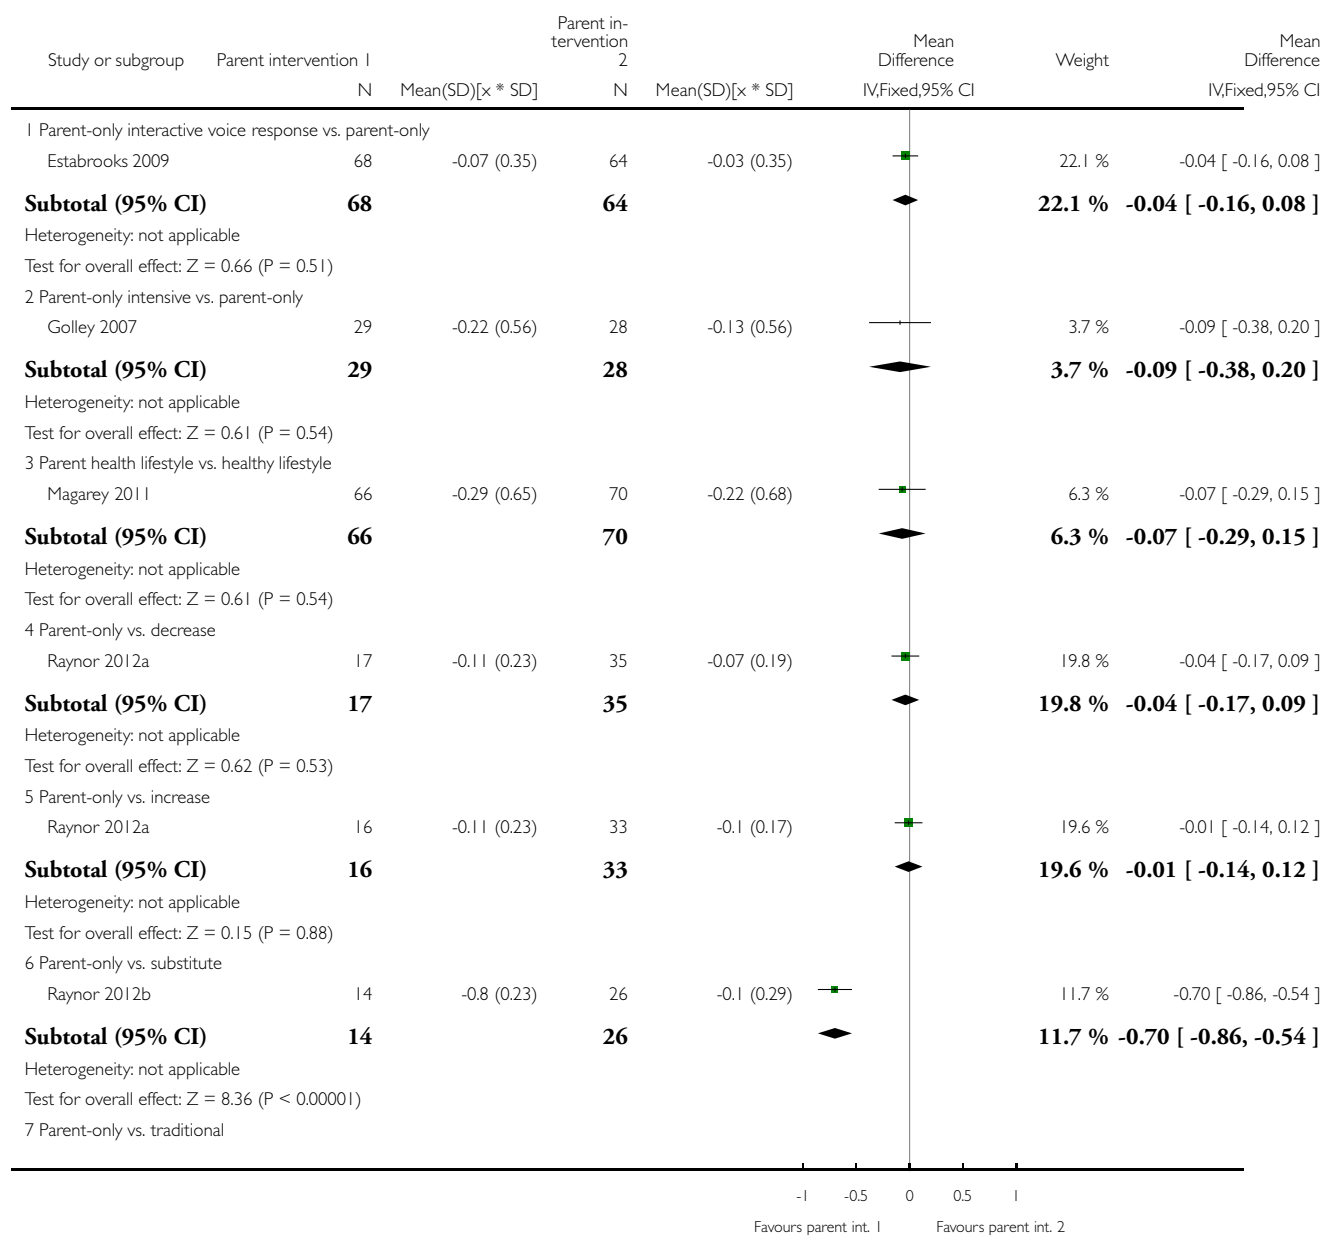 Study or subgroup Parent intervention 1 Parent in-tervention 2 Mean Difference Weight Mean Difference
N Mean(SD)[x * SD] N Mean(SD)[x * SD] IV,Fixed,95% CI IV,Fixed,95% CI
1 Parent-only interactive voice response vs. parent-only
Estabrooks 2009 68 -0.07 (0.35) 64 -0.03 (0.35) 22.1 % -0.04 [ -0.16, 0.08 ]
Subtotal (95% CI) 68 64 22.1 % -0.04 [ -0.16, 0.08 ]
Heterogeneity: not applicable
Test for overall effect: Z = 0.66 (P = 0.51)
2 Parent-only intensive vs. parent-only
Golley 2007 29 -0.22 (0.56) 28 -0.13 (0.56) 3.7 % -0.09 [ -0.38, 0.20 ]
Subtotal (95% CI) 29 28 3.7 % -0.09 [ -0.38, 0.20 ]
Heterogeneity: not applicable
Test for overall effect: Z = 0.61 (P = 0.54)
3 Parent health lifestyle vs. healthy lifestyle
Magarey 2011 66 -0.29 (0.65) 70 -0.22 (0.68) 6.3 % -0.07 [ -0.29, 0.15 ]
Subtotal (95% CI) 66 70 6.3 % -0.07 [ -0.29, 0.15 ]
Heterogeneity: not applicable
Test for overall effect: Z = 0.61 (P = 0.54)
4 Parent-only vs. decrease
Raynor 2012a 17 -0.11 (0.23) 35 -0.07 (0.19) 19.8 % -0.04 [ -0.17, 0.09 ]
Subtotal (95% CI) 17 35 19.8 % -0.04 [ -0.17, 0.09 ]
Heterogeneity: not applicable
Test for overall effect: Z = 0.62 (P = 0.53)
5 Parent-only vs. increase
Raynor 2012a 16 -0.11 (0.23) 33 -0.1 (0.17) 19.6 % -0.01 [ -0.14, 0.12 ]
Subtotal (95% CI) 16 33 19.6 % -0.01 [ -0.14, 0.12 ]
Heterogeneity: not applicable
Test for overall effect: Z = 0.15 (P = 0.88)
6 Parent-only vs. substitute
Raynor 2012b 14 -0.8 (0.23) 26 -0.1 (0.29) 11.7 % -0.70 [ -0.86, -0.54 ]
Subtotal (95% CI) 14 26 11.7 % -0.70 [ -0.86, -0.54 ]
Heterogeneity: not applicable
Test for overall effect: Z = 8.36 (P < 0.00001)
7 Parent-only vs. traditional
-1 -0.5 0 0.5 1
Favours parent int. 1 Favours parent int. 2